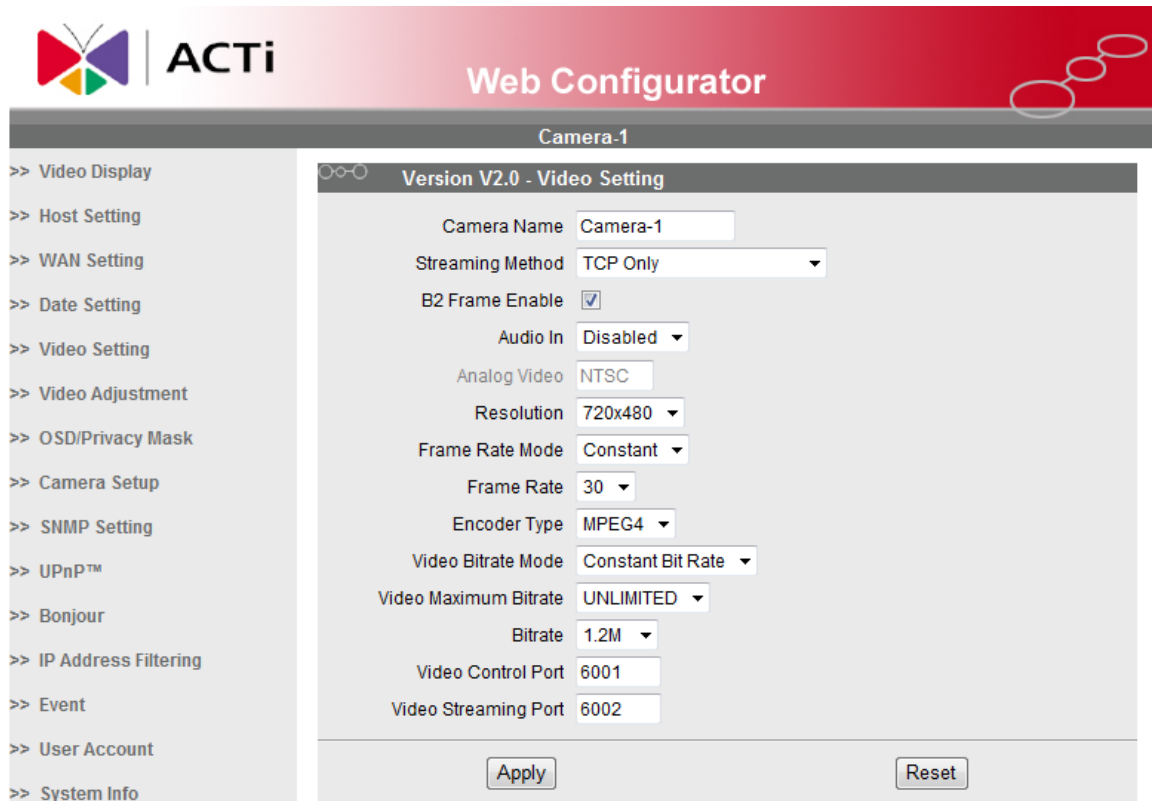 ACTi
Web Configurator
Camera-1
>> Video Display
>> Host Setting
>> WAN Setting
>> Date Setting
>> Video Setting
>> Video Adjustment
>> OSD/Privacy Mask
>> Camera Setup
>> SNMP Setting
>> UPnP™
>> Bonjour
>> IP Address Filtering
>> Event
>> User Account
>> System Info
Version V2.0 - Video Setting
Camera Name Camera-1
Streaming Method TCP Only
B2 Frame Enable
Audio In Disabled
Analog Video NTSC
Resolution 720x480
Frame Rate Mode Constant
Frame Rate 30
Encoder Type MPEG4
Video Bitrate Mode Constant Bit Rate
Video Maximum Bitrate UNLIMITED
Bitrate 1.2M
Video Control Port 6001
Video Streaming Port 6002
Apply Reset